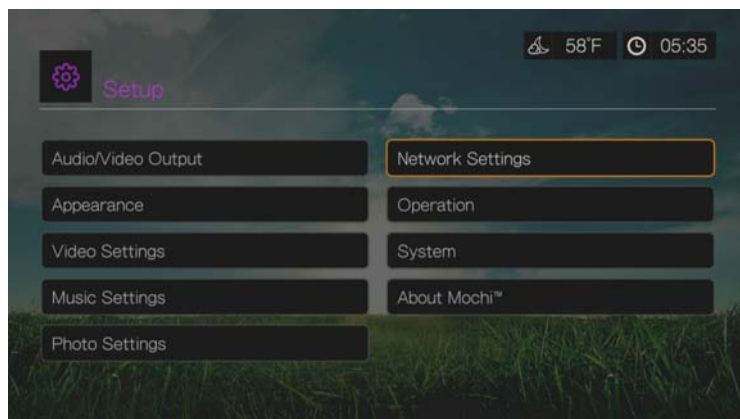 58°F 05:35
Setup
Audio/Video Output
Network Settings
Appearance
Operation
Video Settings
System
Music Settings
About Mochi™
Photo Settings